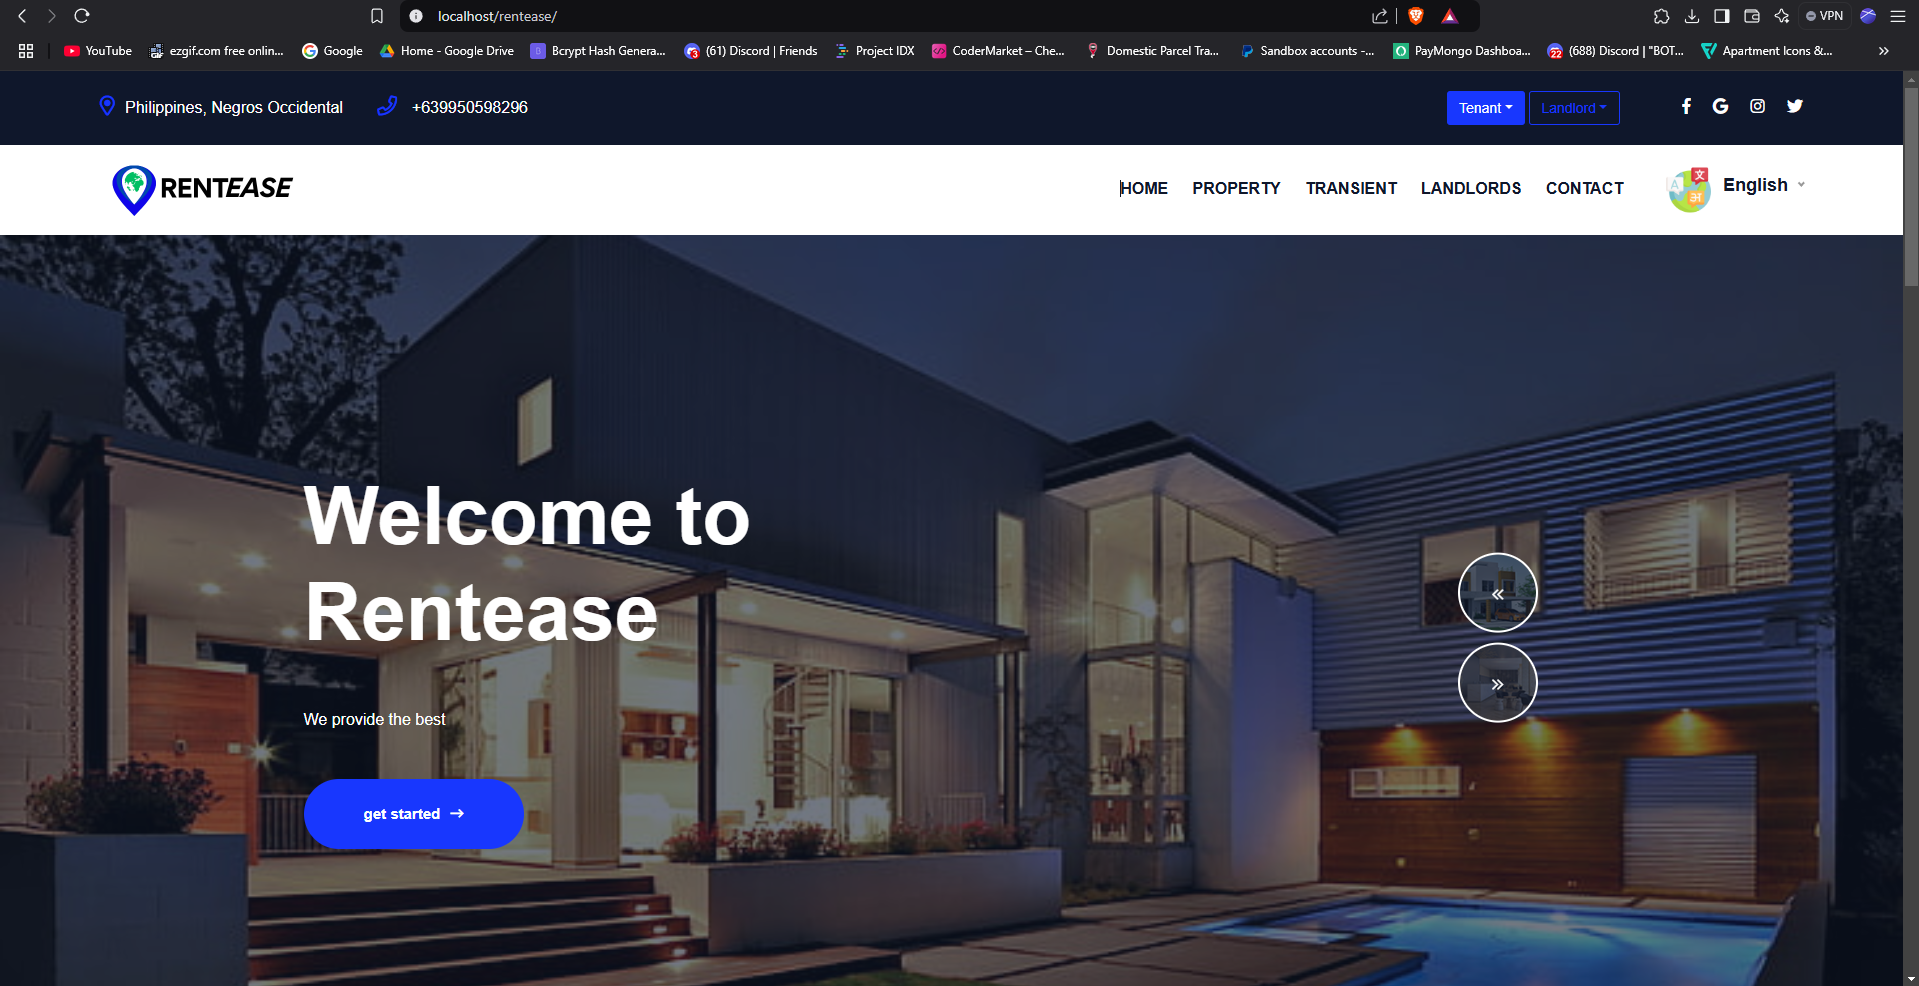 localhost/rentease/
VPN
YouTube
ezgif.com free onlin...
Google
Home - Google Drive
Bcrypt Hash Genera...
(61) Discord | Friends
Project IDX
CoderMarket – Che...
Domestic Parcel Tra...
Sandbox accounts -...
PayMongo Dashboa...
(688) Discord | "BOT...
Apartment Icons &...
Philippines, Negros Occidental
+639950598296
Tenant
Landlord
RENTEASE
HOME
PROPERTY
TRANSIENT
LANDLORDS
CONTACT
English
Welcome to
Rentease
We provide the best
get started